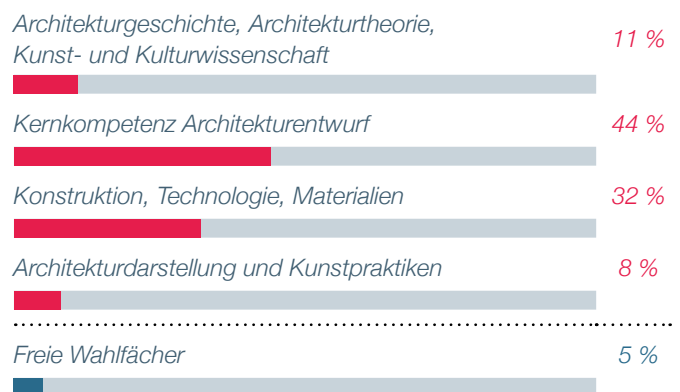 Architekturgeschichte, Architekturtheorie,
Kunst- und Kulturwissenschaft
11 %
Kernkompetenz Architekturentwurf
44 %
Konstruktion, Technologie, Materialien
32 %
Architekturdarstellung und Kunstpraktiken
8 %
Freie Wahlfächer
5 %